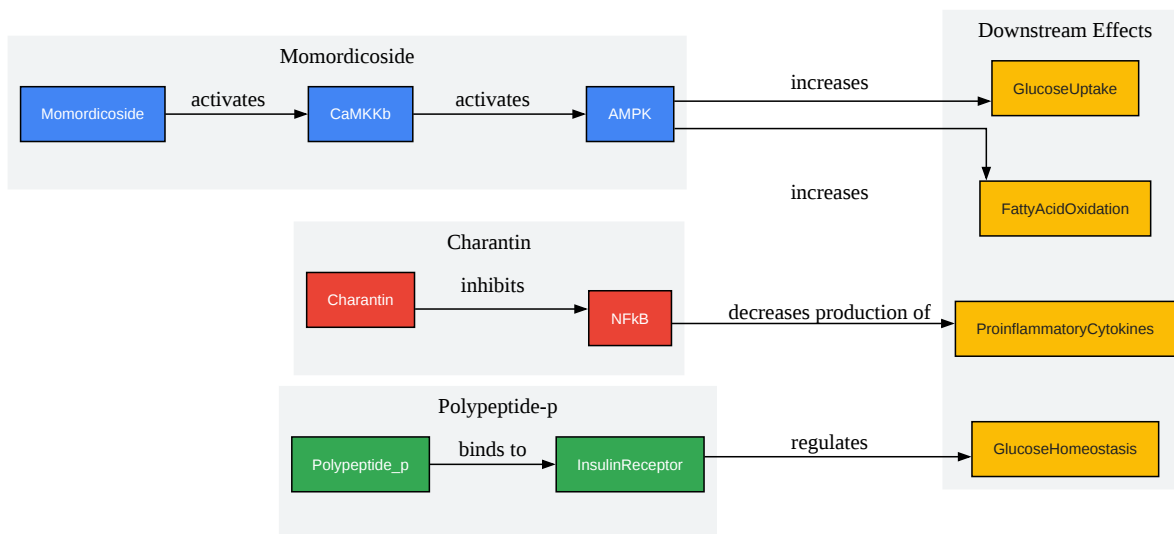 Downstream Effects
Momordicoside
increases
GlucoseUptake
Momordicoside
activates
CaMKKb
activates
AMPK
increases
FattyAcidOxidation
Charantin
Charantin
inhibits
NFkB
decreases production of
ProinflammatoryCytokines
Polypeptide-p
Polypeptide_p
binds to
InsulinReceptor
regulates
GlucoseHomeostasis